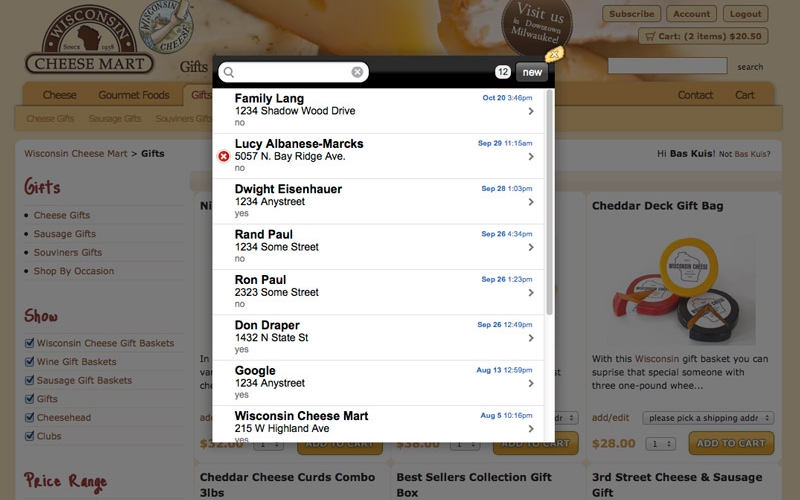 WISCONSIN
Since 1938
CHEESE MART
WISCONSIN
CHEESE
Gifts
Visit us
in Downtown
Milwaukee!
Subscribe
Account
Logout
Cart: (2 items) $20.50
search
12
new
Cheese
Gourmet Foods
Gifts
Contact
Cart
Cheese Gifts
Sausage Gifts
Souviniers Gifts
Wisconsin Cheese Mart > Gifts
Hi Bas Kuis! Not Bas Kuis?
Family Lang
Oct 20 3:46pm
1234 Shadow Wood Drive
no
Lucy Albanese-Marcks
Sep 29 11:15am
5057 N. Bay Ridge Ave.
no
Dwight Eisenhauer
Sep 28 1:03pm
1234 Anystreet
yes
Rand Paul
Sep 26 4:34pm
1234 Some Street
no
Ron Paul
Sep 26 1:23pm
2323 Some Street
no
Don Draper
Sep 26 12:49pm
1432 N State St
yes
Google
Aug 13 12:59pm
1234 Anystreet
yes
Wisconsin Cheese Mart
Aug 5 10:16pm
215 W Highland Ave
yes
Gifts
Cheese Gifts
Sausage Gifts
Souviniers Gifts
Shop By Occasion
Show
Wisconsin Cheese Gift Baskets
Wine Gift Baskets
Sausage Gift Baskets
Gifts
Cheesehead
Clubs
Price Range
Ni
In
che
add
$32.00
1
ADD TO CART
$38.00
1
ADD TO CART
Cheddar Deck Gift Bag
WISCONSIN CHEESE
With this Wisconsin gift basket you can
suprise that special someone with
three one-pound whee...
add/edit
please pick a shipping addr
$28.00
1
ADD TO CART
Cheddar Cheese Curds Combo
3lbs
Best Sellers Collection Gift
Box
3rd Street Cheese & Sausage
Gift